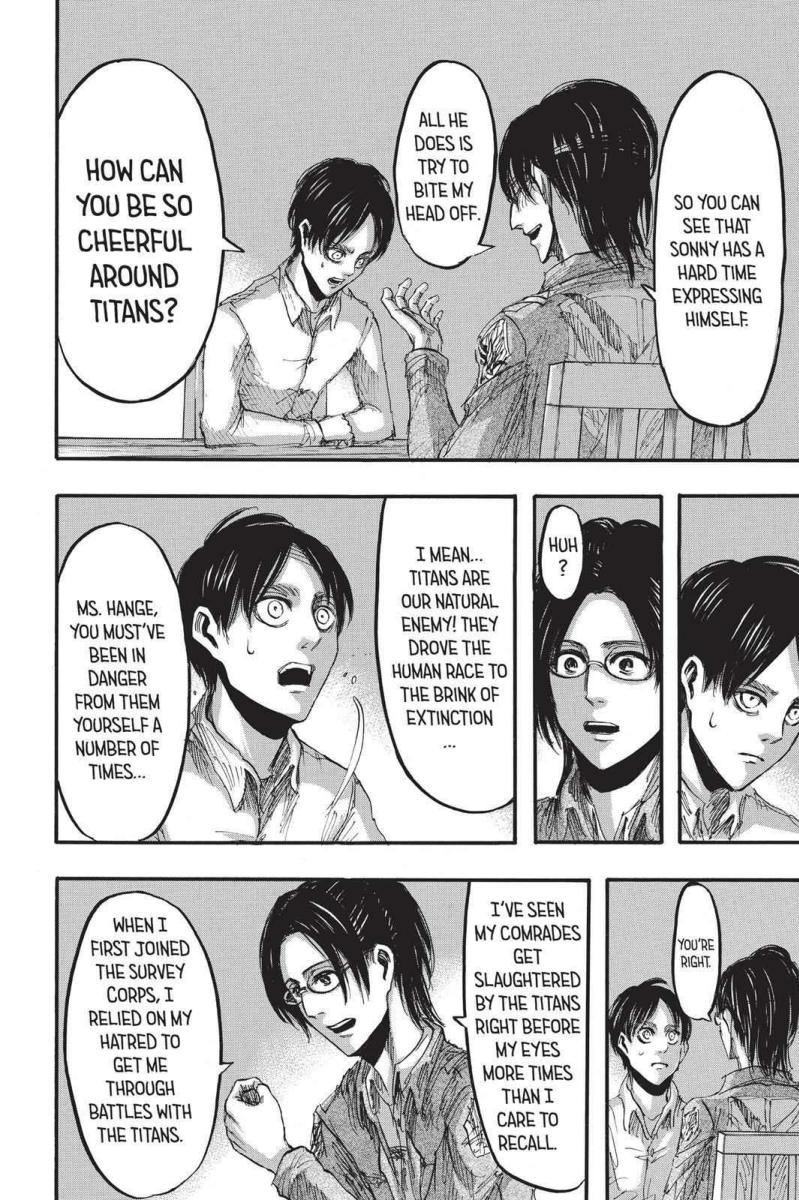 SO YOU CAN
SEE THAT
SONNY HAS A
HARD TIME
EXPRESSING
HIMSELF.
ALL HE
DOES IS
TRY TO
BITE MY
HEAD OFF.
HOW CAN
YOU BE SO
CHEERFUL
AROUND
TITANS?
HUH
?
I MEAN...
TITANS ARE
OUR NATURAL
ENEMY! THEY
DROVE THE
HUMAN RACE TO
THE BRINK OF
EXTINCTION
...
MS. HANGE,
YOU MUST'VE
BEEN IN
DANGER
FROM THEM
YOURSELF A
NUMBER OF
TIMES...
YOU'RE
RIGHT.
I'VE SEEN
MY COMRADES
GET
SLAUGHTERED
BY THE TITANS
RIGHT BEFORE
MY EYES
MORE TIMES
THAN I
CARE TO
RECALL.
WHEN I
FIRST JOINED
THE SURVEY
CORPS, I
RELIED ON MY
HATRED TO
GET ME
THROUGH
BATTLES WITH
THE TITANS.